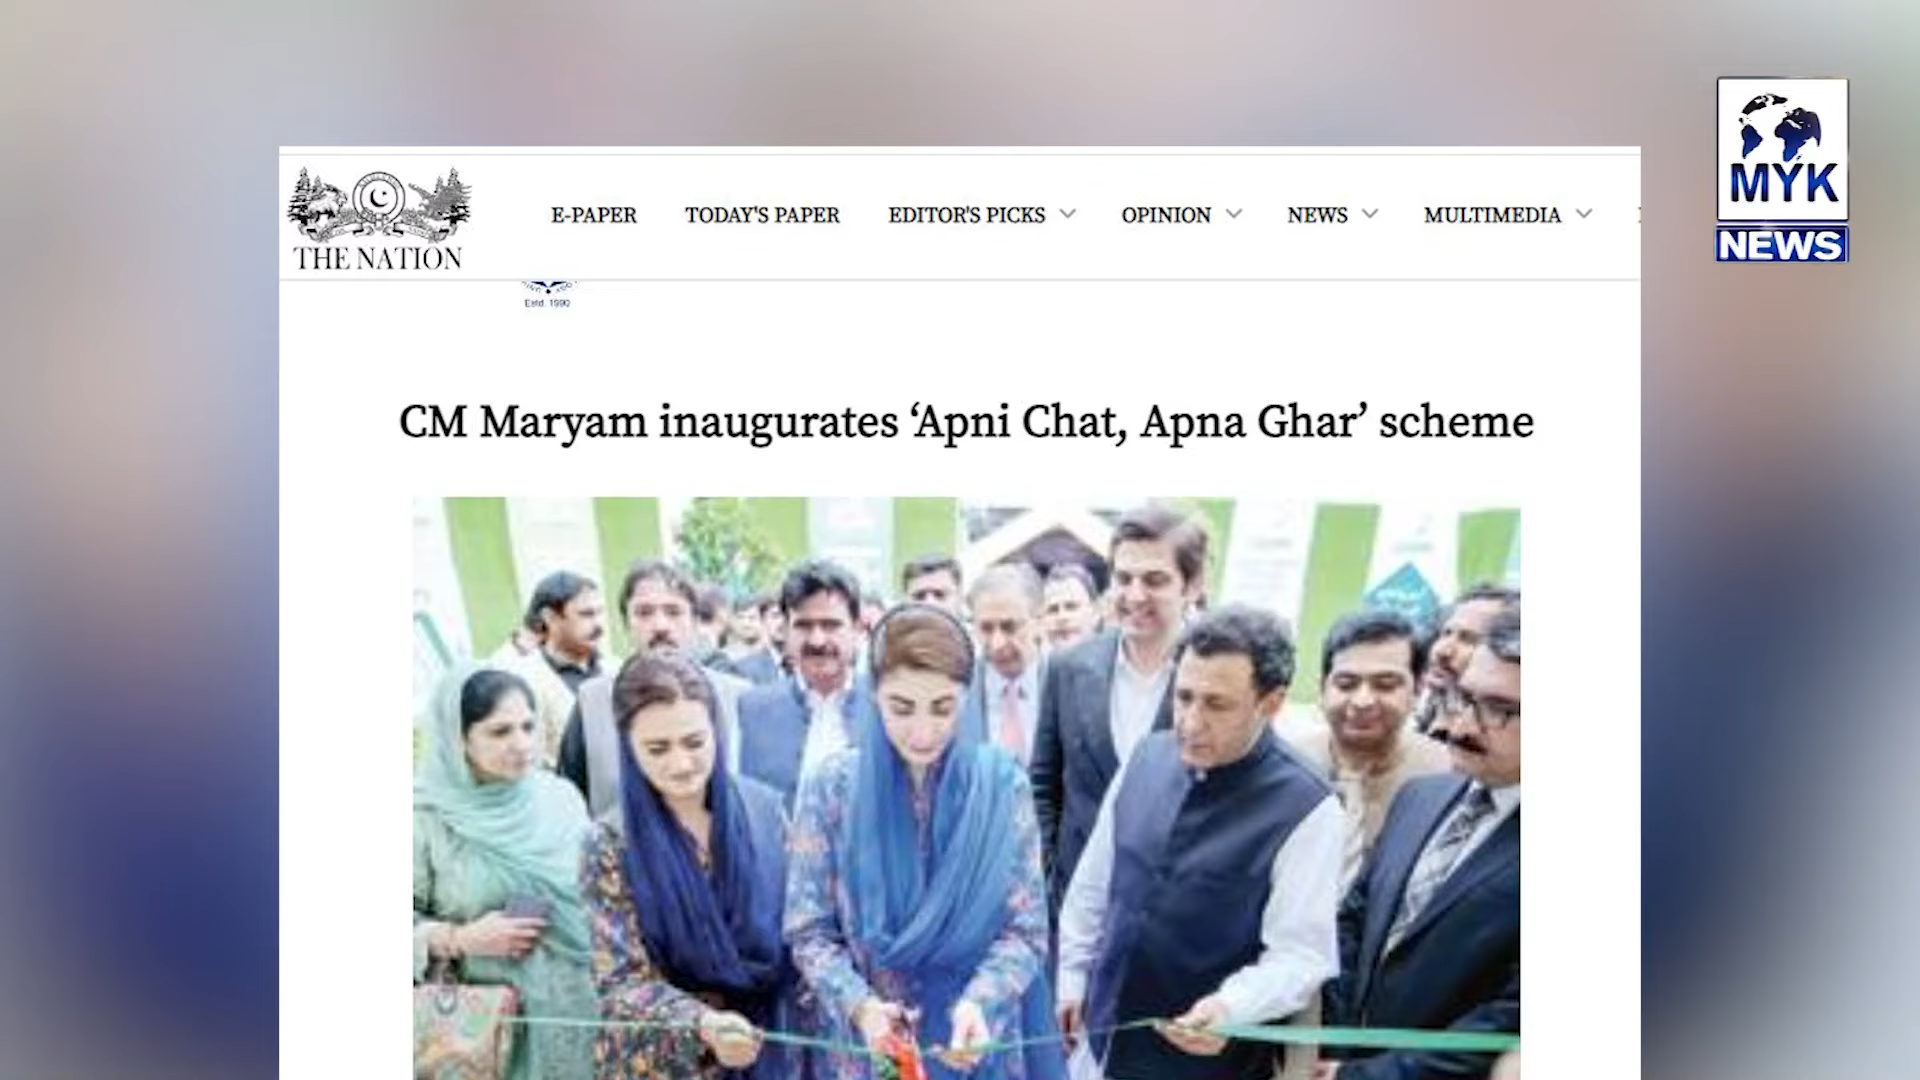 THE NATION
E-PAPER TODAY'S PAPER EDITOR'S PICKS OPINION NEWS MULTIMEDIA
Estd. 1990
CM Maryam inaugurates ‘Apni Chat, Apna Ghar’ scheme
MYK
NEWS